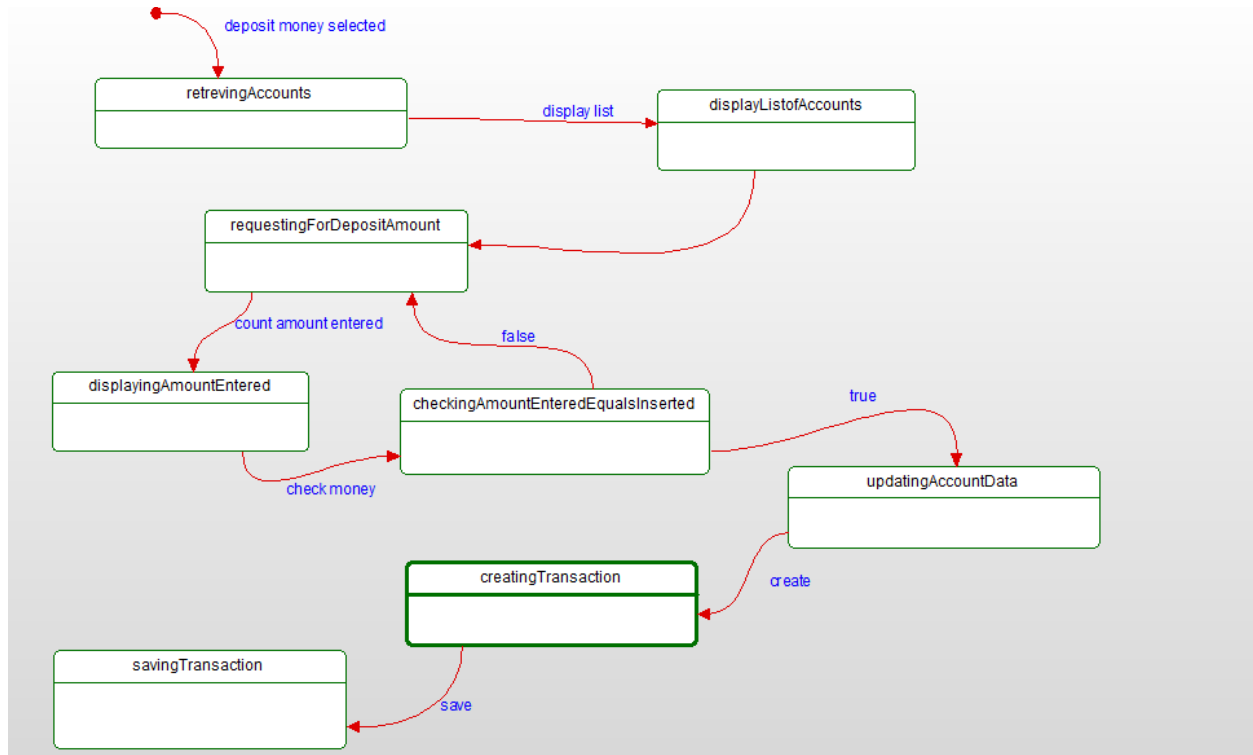 deposit money selected
retrevingAccounts
displayListofAccounts
display list
requestingForDepositAmount
count amount entered
false
displayingAmountEntered
checkingAmountEnteredEqualsInserted
true
check money
updatingAccountData
creatingTransaction
create
savingTransaction
save